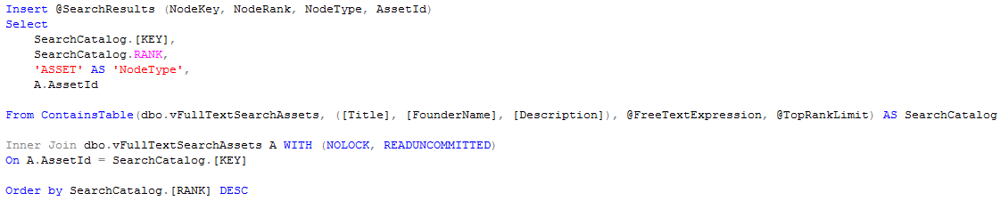 Insert @SearchResults (NodeKey, NodeRank, NodeType, AssetId)
Select
    SearchCatalog.[KEY],
    SearchCatalog.RANK,
    'ASSET' AS 'NodeType',
    A.AssetId
From ContainsTable(dbo.vFullTextSearchAssets, ([Title], [FounderName], [Description]), @FreeTextExpression, @TopRankLimit) AS SearchCatalog
Inner Join dbo.vFullTextSearchAssets A WITH (NOLOCK, READUNCOMMITTED)
On A.AssetId = SearchCatalog.[KEY]
Order by SearchCatalog.[RANK] DESC